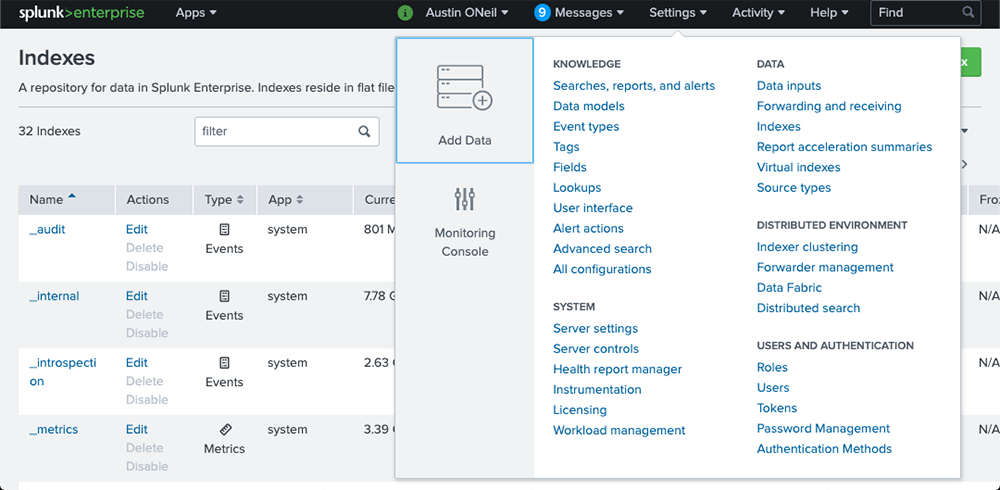 splunk>enterprise Apps Austin ONeil 9 Messages Settings Activity Help Find
Indexes
A repository for data in Splunk Enterprise. Indexes reside in flat file
32 Indexes
filter
Name Actions Type App
_audit Edit Delete Disable Events system 801 N/A
_internal Edit Delete Disable Events system 7.78 N/A
_introspecti
on Edit Delete Disable Events system 2.63 N/A
_metrics Edit Delete Disable Metrics system 3.39 N/A
Add Data
Monitoring
Console
KNOWLEDGE
Searches, reports, and alerts
Data models
Event types
Tags
Fields
Lookups
User interface
Alert actions
Advanced search
All configurations
SYSTEM
Server settings
Server controls
Health report manager
Instrumentation
Licensing
Workload management
DATA
Data inputs
Forwarding and receiving
Indexes
Report acceleration summaries
Virtual indexes
Source types
DISTRIBUTED ENVIRONMENT
Indexer clustering
Forwarder management
Data Fabric
Distributed search
USERS AND AUTHENTICATION
Roles
Users
Tokens
Password Management
Authentication Methods